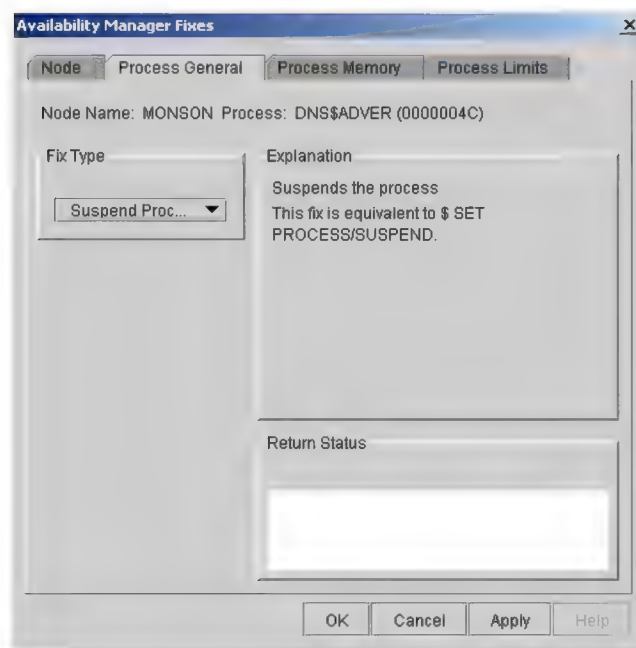 Availability Manager Fixes
Node
Process General
Process Memory
Process Limits
Node Name: MONSON Process: DNS$ADVER (0000004C)
Fix Type
Suspend Proc...
Explanation
Suspends the process
This fix is equivalent to $ SET
PROCESS/SUSPEND.
Return Status
OK
Cancel
Apply
Help